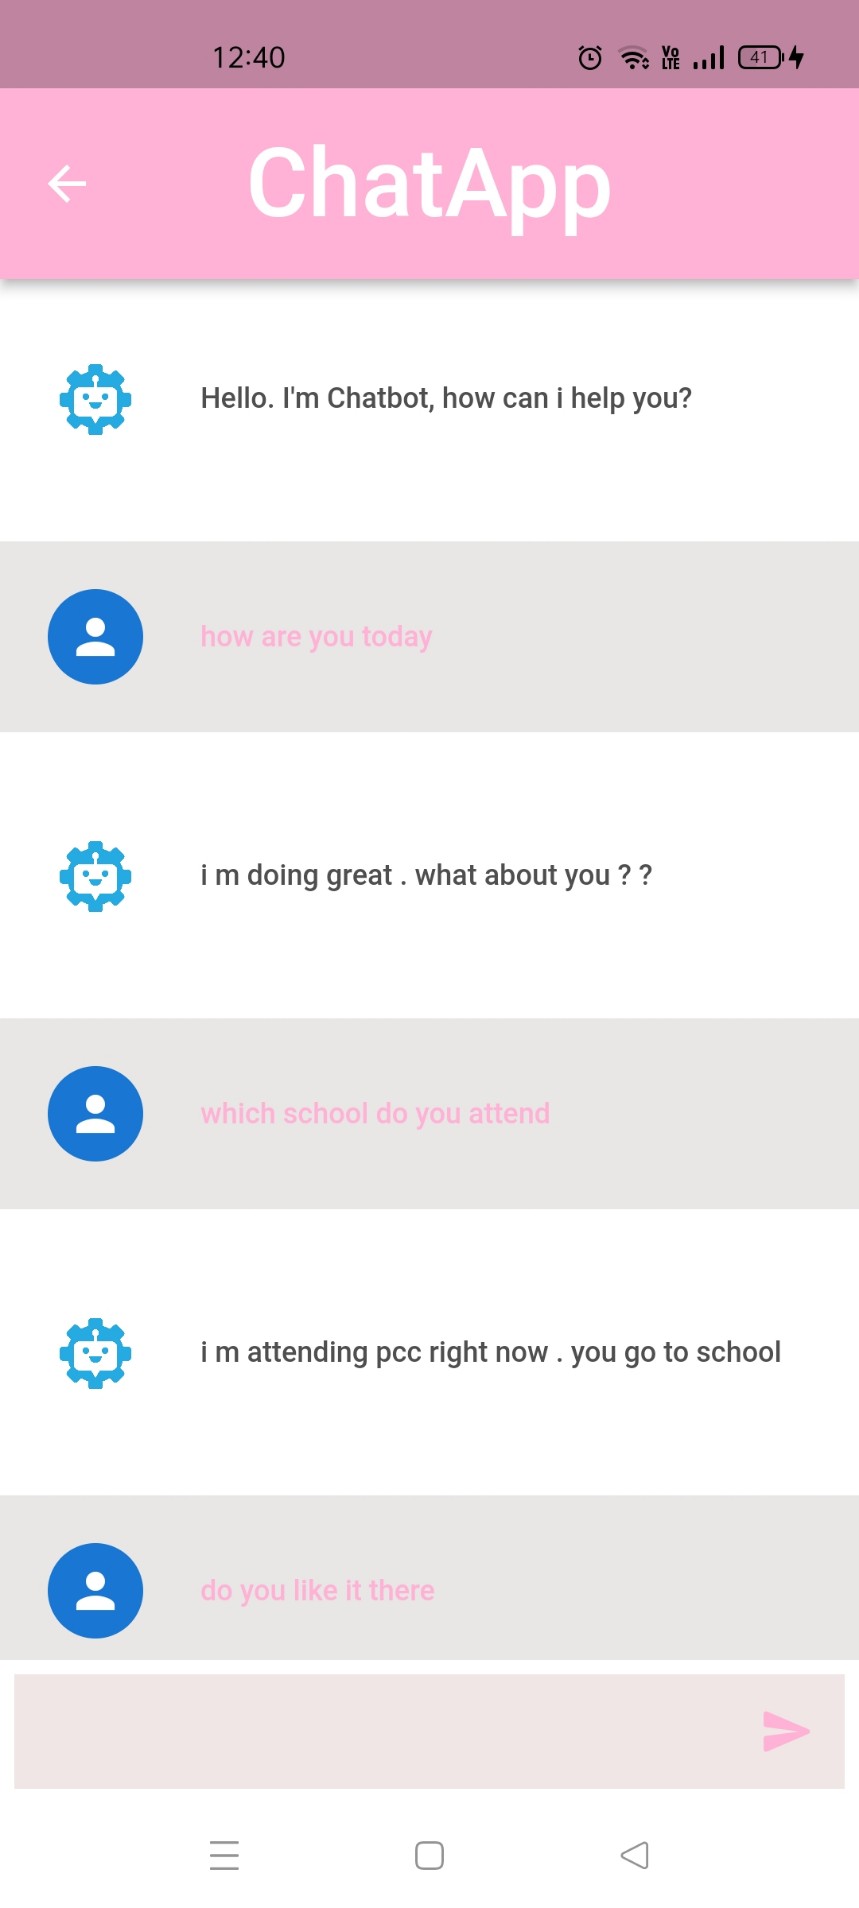 12:40
Vo
LTE
41
ChatApp
Hello. I'm Chatbot, how can i help you?
how are you today
i m doing great . what about you ? ?
which school do you attend
i m attending pcc right now . you go to school
do you like it there